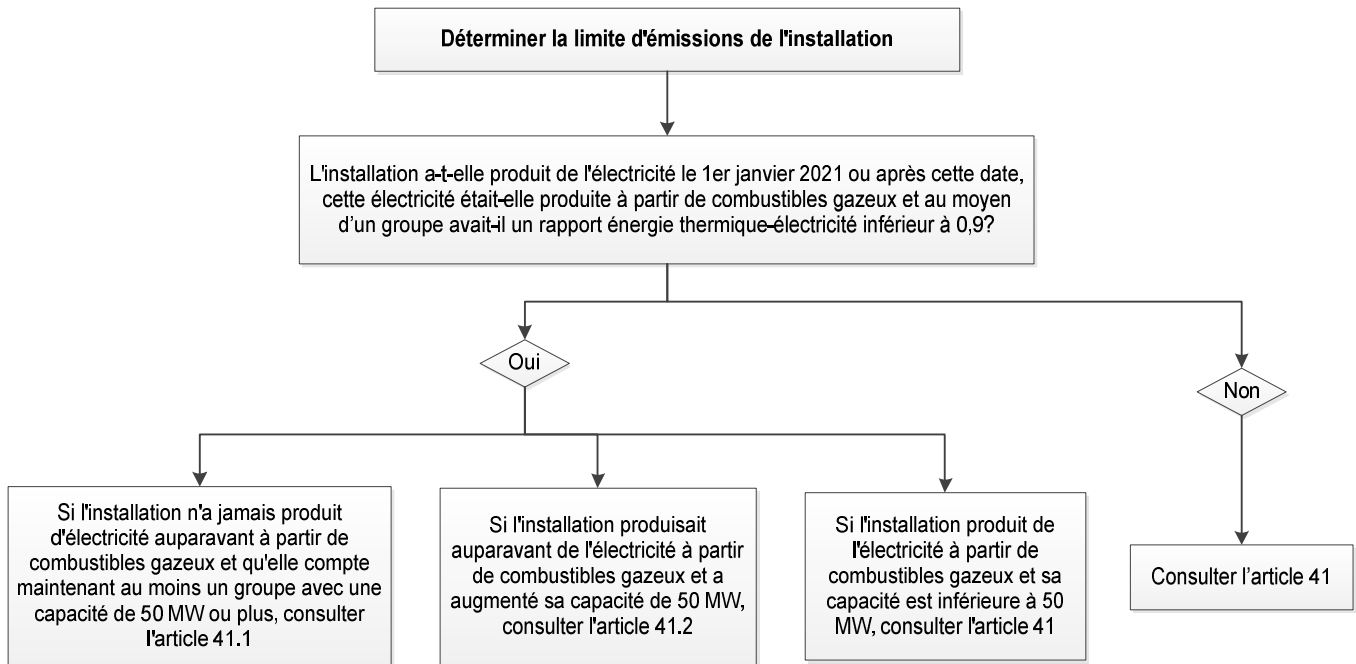 Déterminer la limite d'émissions de l'installation
L'installation a-t-elle produit de l'électricité le 1er janvier 2021 ou après cette date,
cette électricité était-elle produite à partir de combustibles gazeux et au moyen
d’un groupe avait-il un rapport énergie thermique-électricité inférieur à 0,9?
Oui
Non
Si l'installation n'a jamais produit
d'électricité auparavant à partir de
combustibles gazeux et qu'elle compte
maintenant au moins un groupe avec une
capacité de 50 MW ou plus, consulter
l'article 41.1
Si l'installation produisait
auparavant de l'électricité à partir
de combustibles gazeux et a
augmenté sa capacité de 50 MW,
consulter l'article 41.2
Si l'installation produit de
l'électricité à partir de
combustibles gazeux et sa
capacité est inférieure à 50
MW, consulter l'article 41
Consulter l’article 41